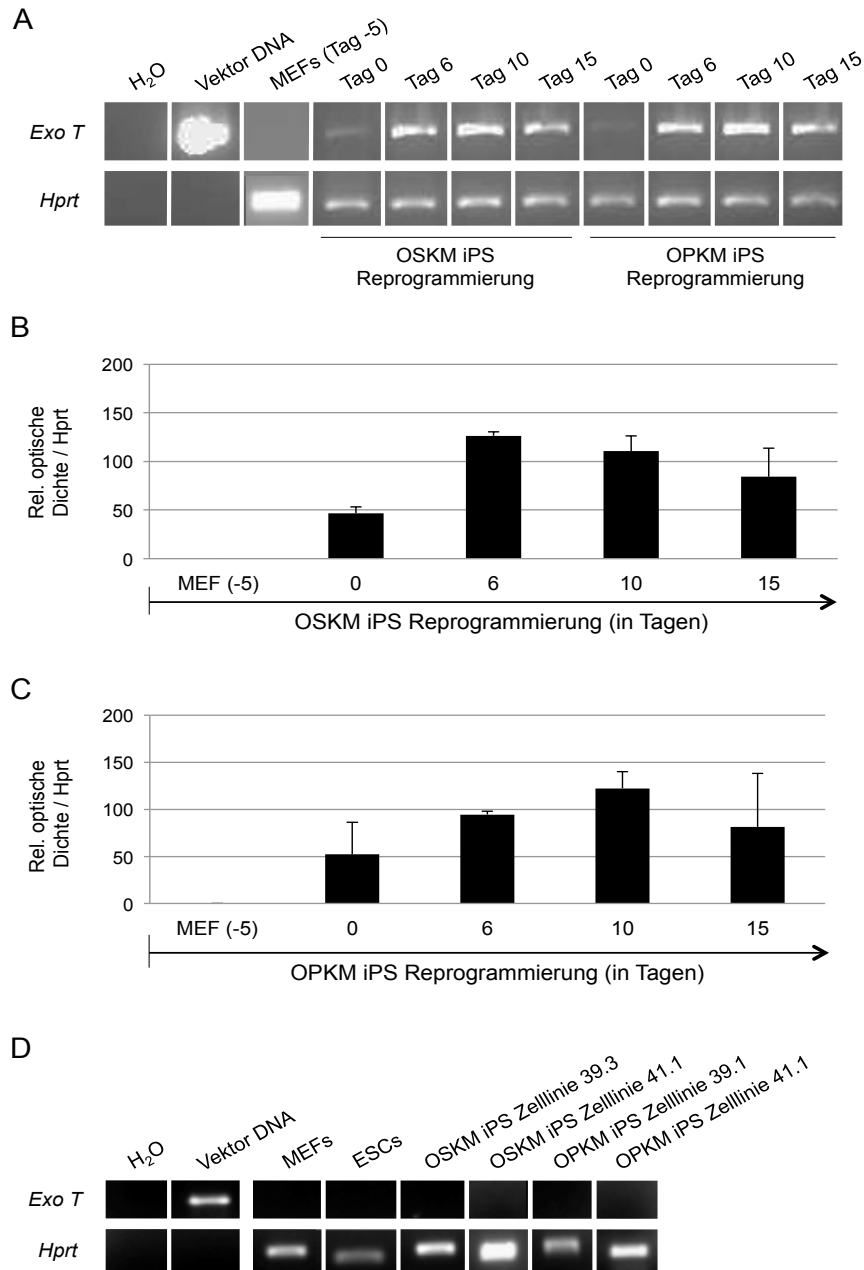 A
H₂O Vektor DNA MEFs (Tag -5) Tag 0 Tag 6 Tag 10 Tag 15 Tag 0 Tag 6 Tag 10 Tag 15
Exo T
Hprt
OSKM iPS
Reprogrammierung
OPKM iPS
Reprogrammierung
B
Rel. optische
Dichte / Hprt
200
150
100
50
0
MEF (-5) 0 6 10 15
OSKM iPS Reprogrammierung (in Tagen)
C
Rel. optische
Dichte / Hprt
200
150
100
50
0
MEF (-5) 0 6 10 15
OPKM iPS Reprogrammierung (in Tagen)
D
H₂O Vektor DNA MEFs ESCs OSKM iPS Zelllinie 39.3 OSKM iPS Zelllinie 41.1 OPKM iPS Zelllinie 39.1 OPKM iPS Zelllinie 41.1
Exo T
Hprt